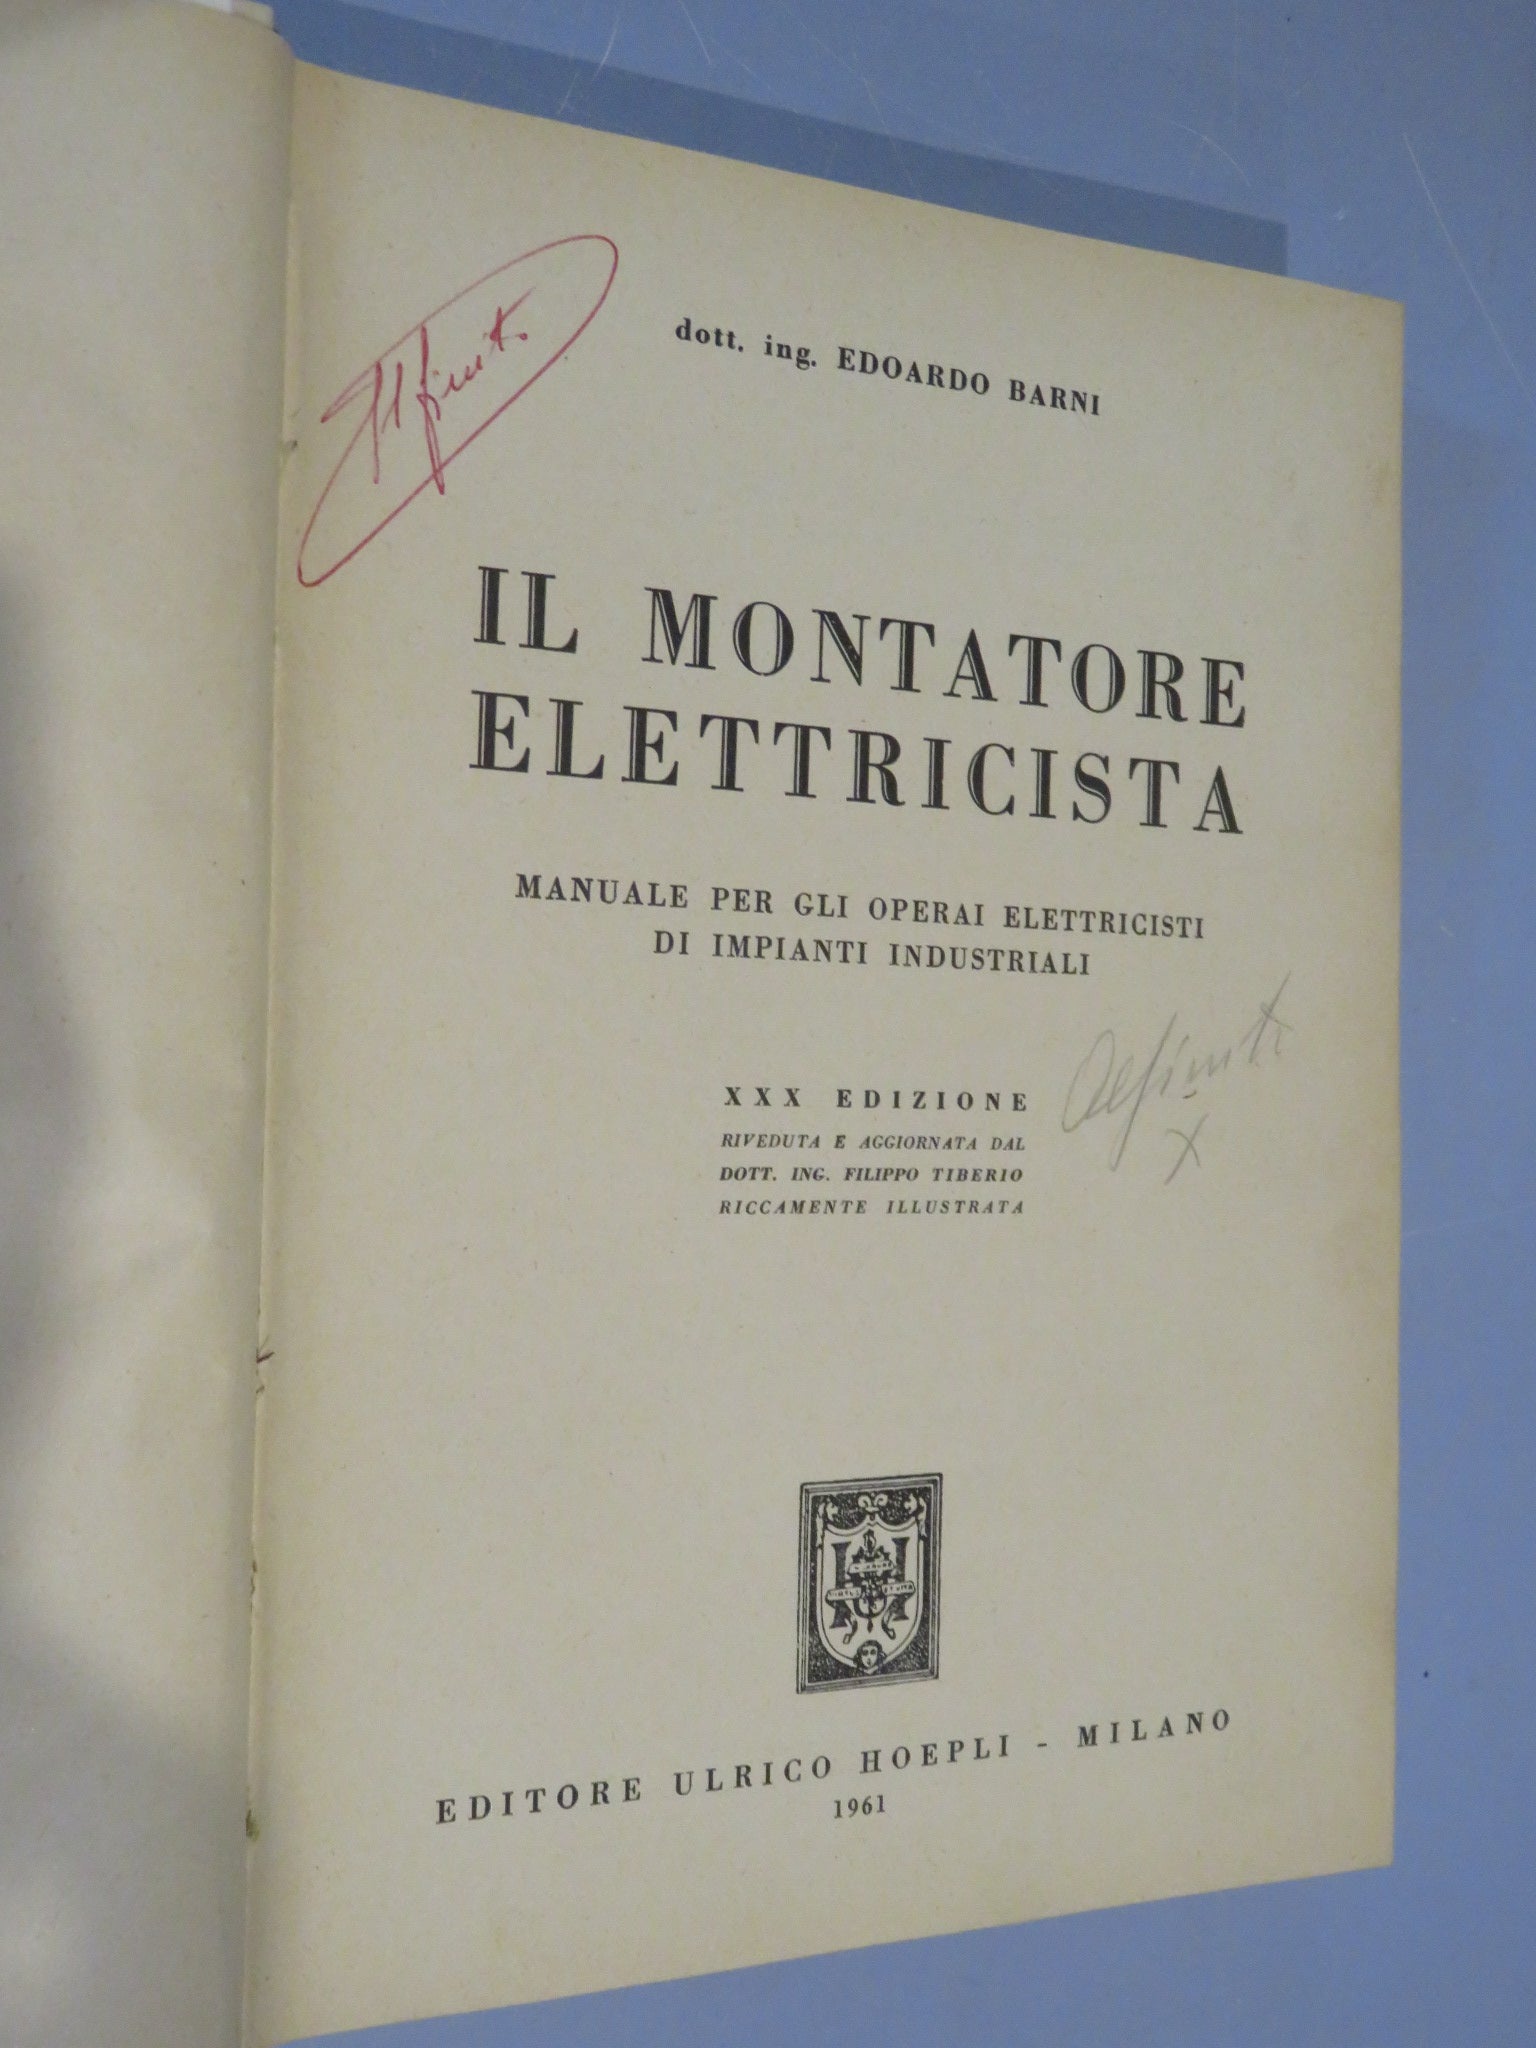 dott. ing. EDOARDO BARNI
IL MONTATORE
ELETTRICISTA
MANUALE PER GLI OPERAI ELETTRICISTI
DI IMPIANTI INDUSTRIALI
XXX EDIZIONE
RIVEDUTA E AGGIORNATA DAL
DOTT. ING. FILIPPO TIBERIO
RICCAMENTE ILLUSTRATA
X
H
EDITORE ULRICO HOEPLI - MILANO
1961